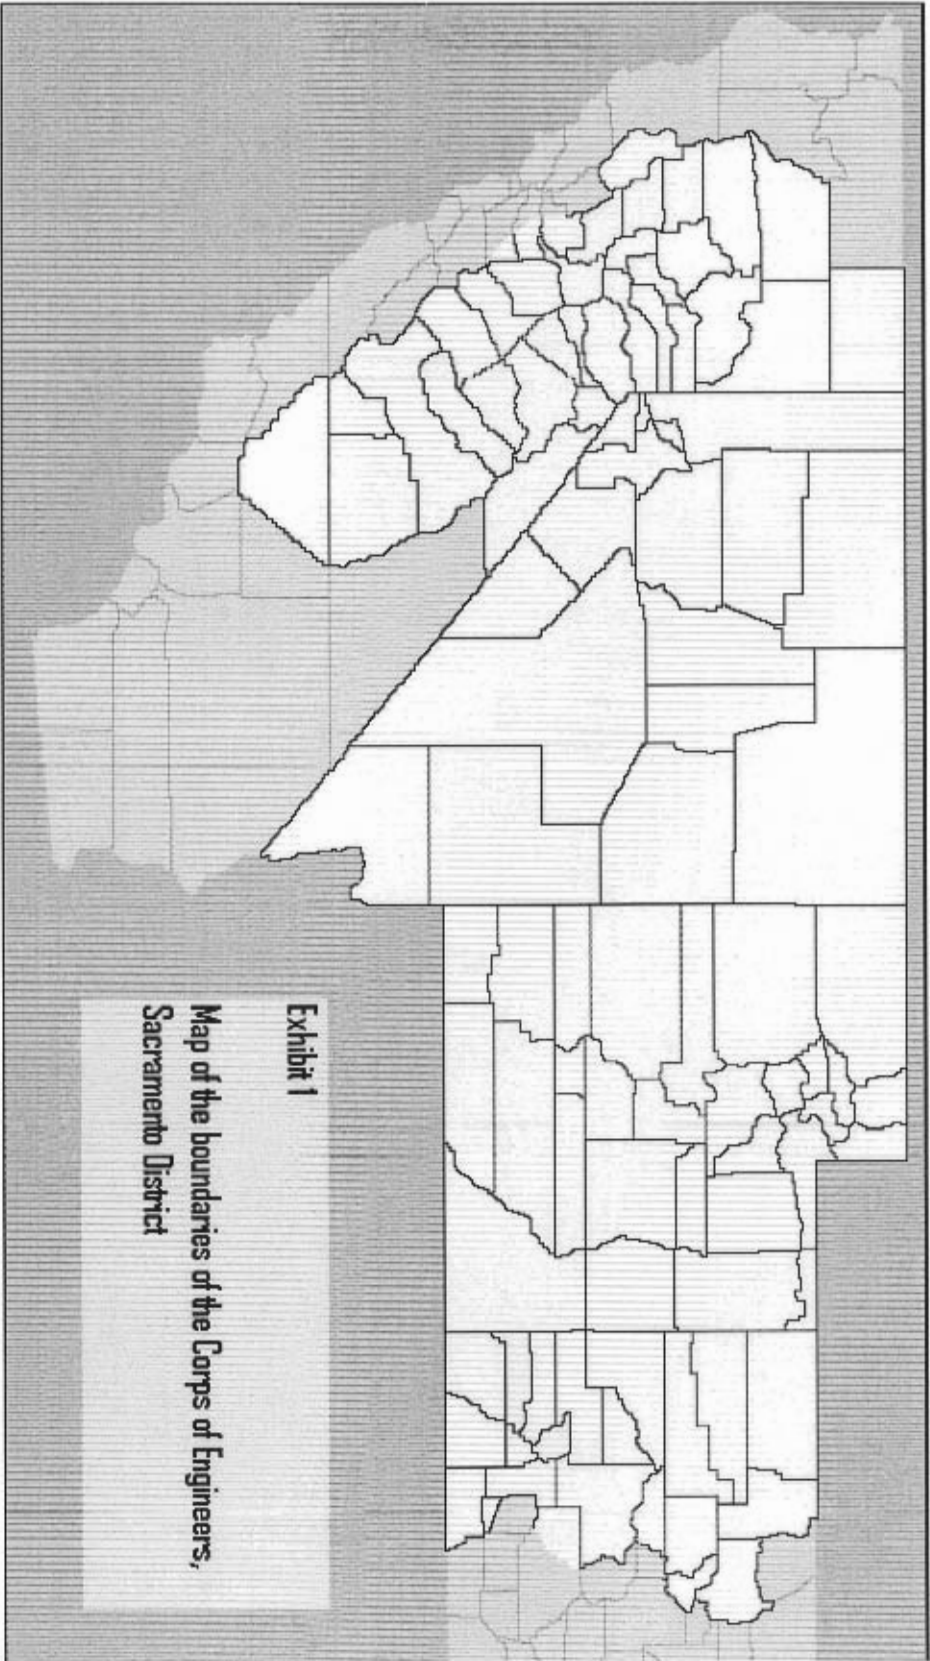 Exhibit 1
Map of the boundaries of the Corps of Engineers,
Sacramento District